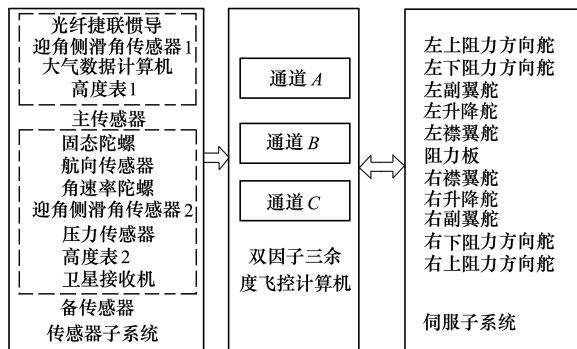 光纤捷联惯导
迎角侧滑角传感器1
大气数据计算机
高度表1
主传感器
固态陀螺
航向传感器
角速率陀螺
迎角侧滑角传感器2
压力传感器
高度表2
卫星接收机
备传感器
传感器子系统
通道 A
通道 B
通道 C
双因子三余
度飞控计算机
左上阻力方向舵
左下阻力方向舵
左副翼舵
左升降舵
左襟翼舵
阻力板
右襟翼舵
右升降舵
右副翼舵
右下阻力方向舵
右上阻力方向舵
伺服子系统